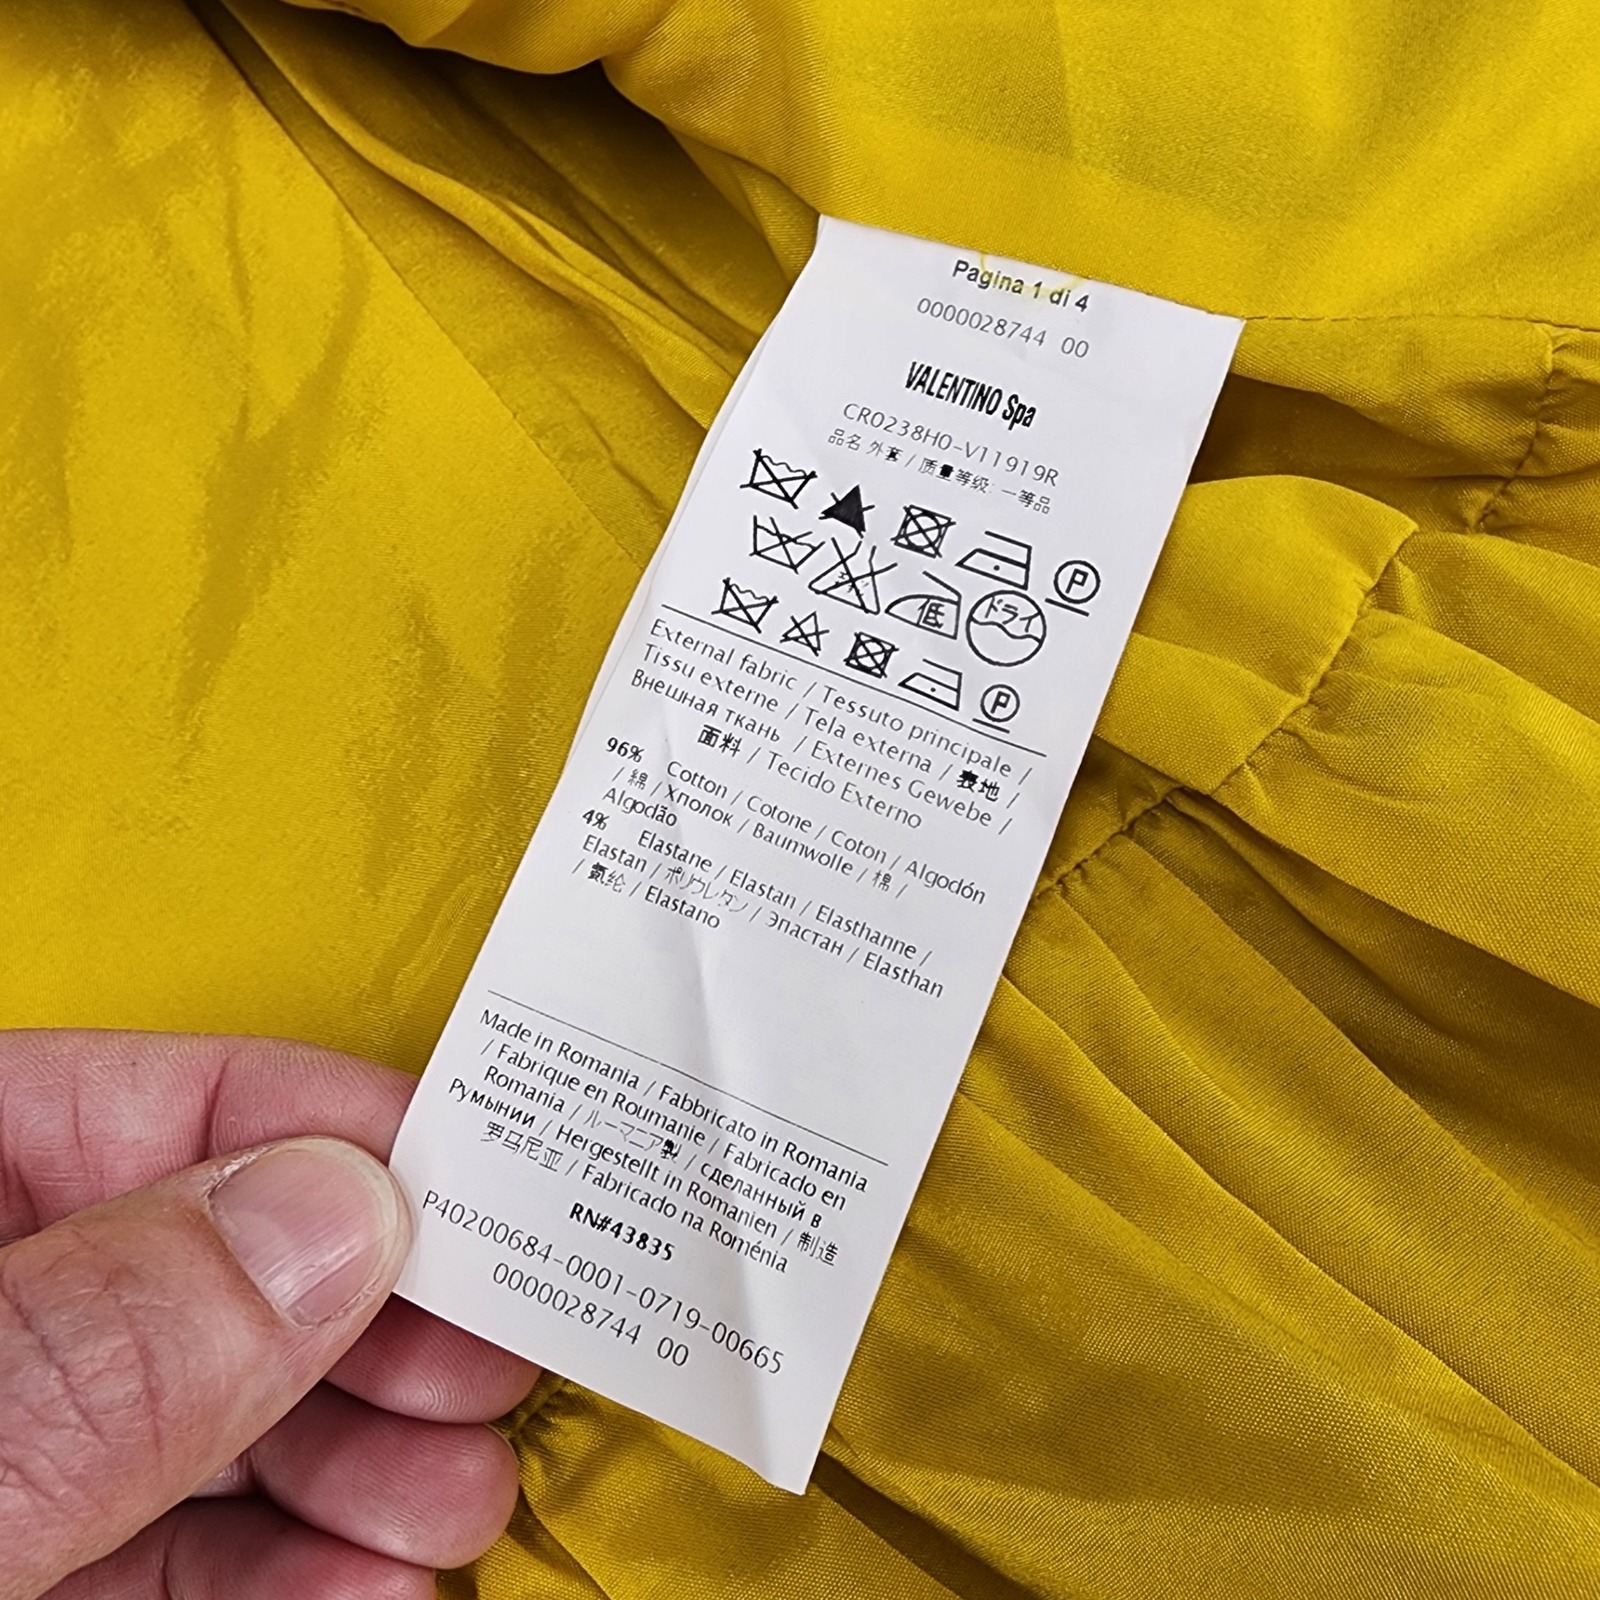 Pagina 1 di 4
0000028744 00
VALENTINO Spa
CR0238H0-V11919R
品名 外套 / 质量等级: 一等品
P
低 ドライ
P
External fabric / Tessuto principale /
Tissu externe / Tela externa / 表地 /
Внешная ткань / Externes Gewebe /
面料 / Tecido Externo
96% Cotton / Cotone / Coton / Algodón
/ 綿 / Хлопок / Baumwolle / 棉 /
Algodão
4% Elastane / Elastan / Elasthanne /
Elastan / ポリウレタン / Эластан / Elasthan
/ 氨纶 / Elastano
Made in Romania / Fabbricato in Romania
/ Fabrique en Roumanie / Fabricado en
Romania / ルーマニア製 / сделанный в
Румынии / Hergestellt in Romanien / 制造
罗马尼亚 / Fabricado na Roménia
RN#43835
P40200684-0001-0719-00665
0000028744 00